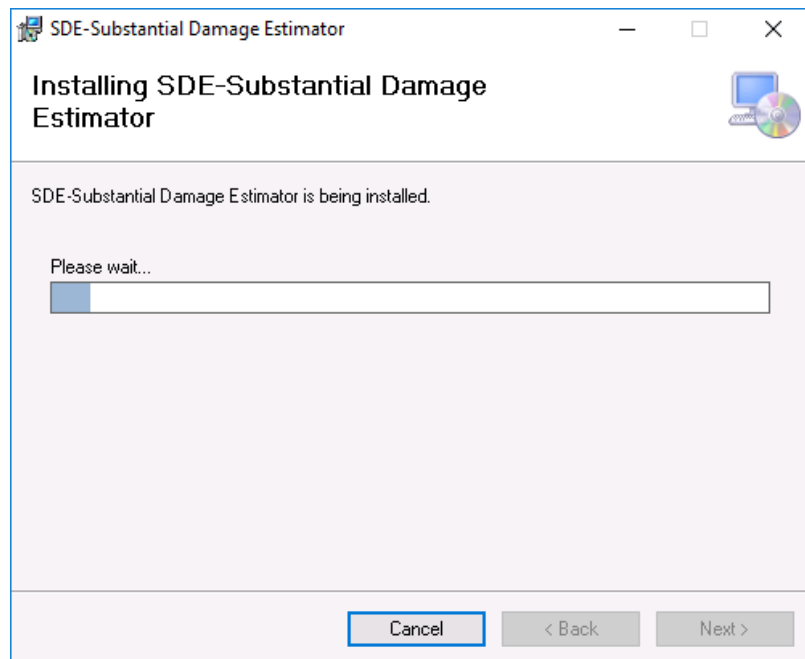 SDE-Substantial Damage Estimator
Installing SDE-Substantial Damage
Estimator
SDE-Substantial Damage Estimator is being installed.
Please wait...
Cancel
< Back
Next >